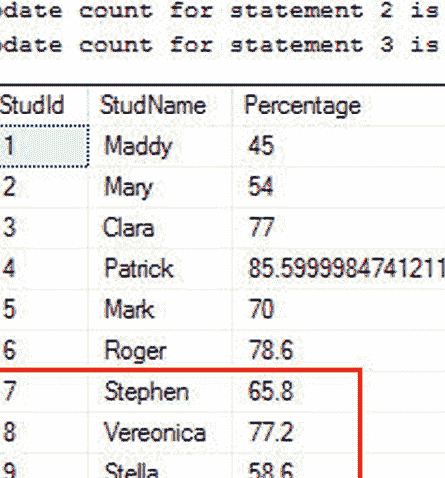 date count for statement 2 is
date count for statement 3 is
StudId StudName Percentage
1 Maddy 45
2 Mary 54
3 Clara 77
4 Patrick 85.5999984741211
5 Mark 70
6 Roger 78.6
7 Stephen 65.8
8 Vereonica 77.2
9 Stella 58.6